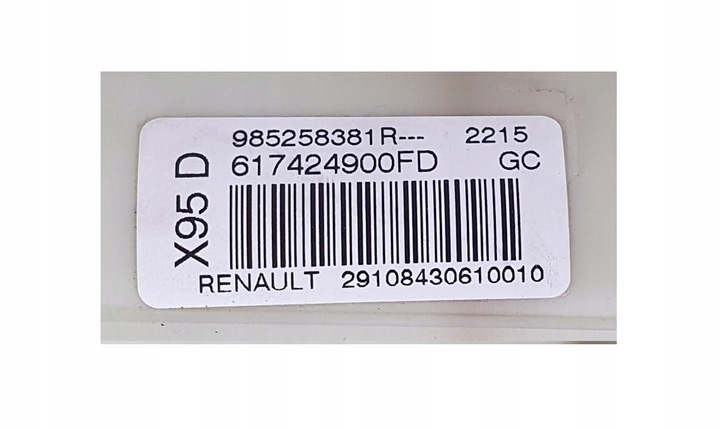 X95 D
985258381R--- 2215
617424900FD GC
RENAULT 29108430610010